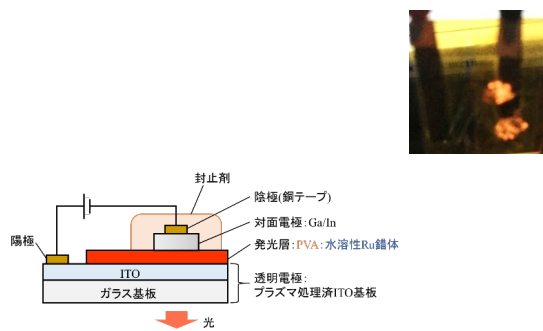 封止剤
陰極(銅テープ)
対面電極:Ga/In
陽極
発光層:PVA:水溶性Ru錯体
ITO
透明電極:
プラズマ処理済ITO基板
ガラス基板
光